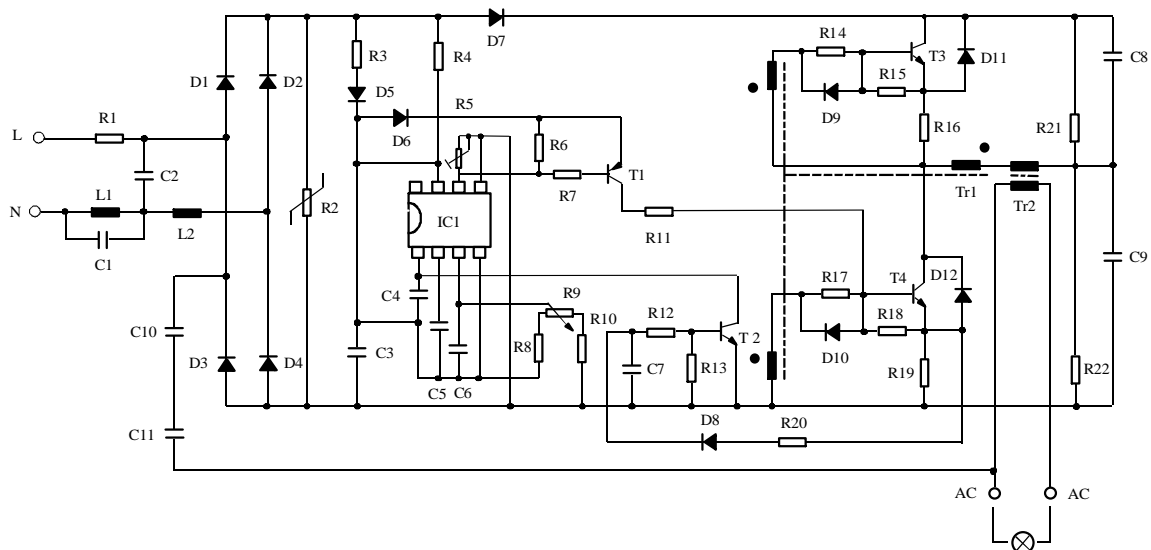 D7
R14
T3
D11
C8
R3
R4
D1
D2
D5
R5
D9
R15
L
R1
D6
R6
R16
R21
C2
T1
R7
N
L1
R2
IC1
Tr1
Tr2
L2
R11
C1
C9
R17
T4
D12
C4
R9
R10
R12
R18
C10
C3
R8
T 2
D10
D3
D4
C7
R13
R19
R22
C5
C6
D8
R20
C11
AC
AC